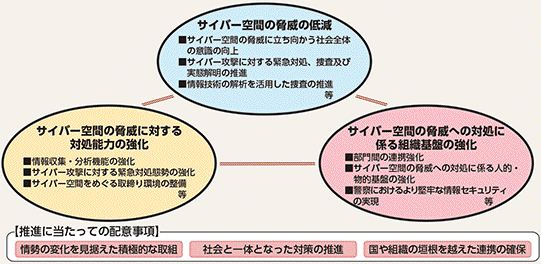 サイバー空間の脅威の低減
■サイバー空間の脅威に立ち向かう社会全体
の意識の向上
■サイバー攻撃に対する緊急対処、捜査及び
実態解明の推進
■情報技術の解析を活用した捜査の推進
等
サイバー空間の脅威に対する
対処能力の強化
■情報収集・分析機能の強化
■サイバー攻撃に対する緊急対処態勢の強化
■サイバー空間をめぐる取締り環境の整備
等
サイバー空間の脅威への対処に
係る組織基盤の強化
■部門間の連携強化
■サイバー空間の脅威への対処に係る人的・
物的基盤の強化
■警察におけるより堅牢な情報セキュリティ
の実現 等
【推進に当たっての配意事項】
情勢の変化を見据えた積極的な取組
社会と一体となった対策の推進
国や組織の垣根を越えた連携の確保